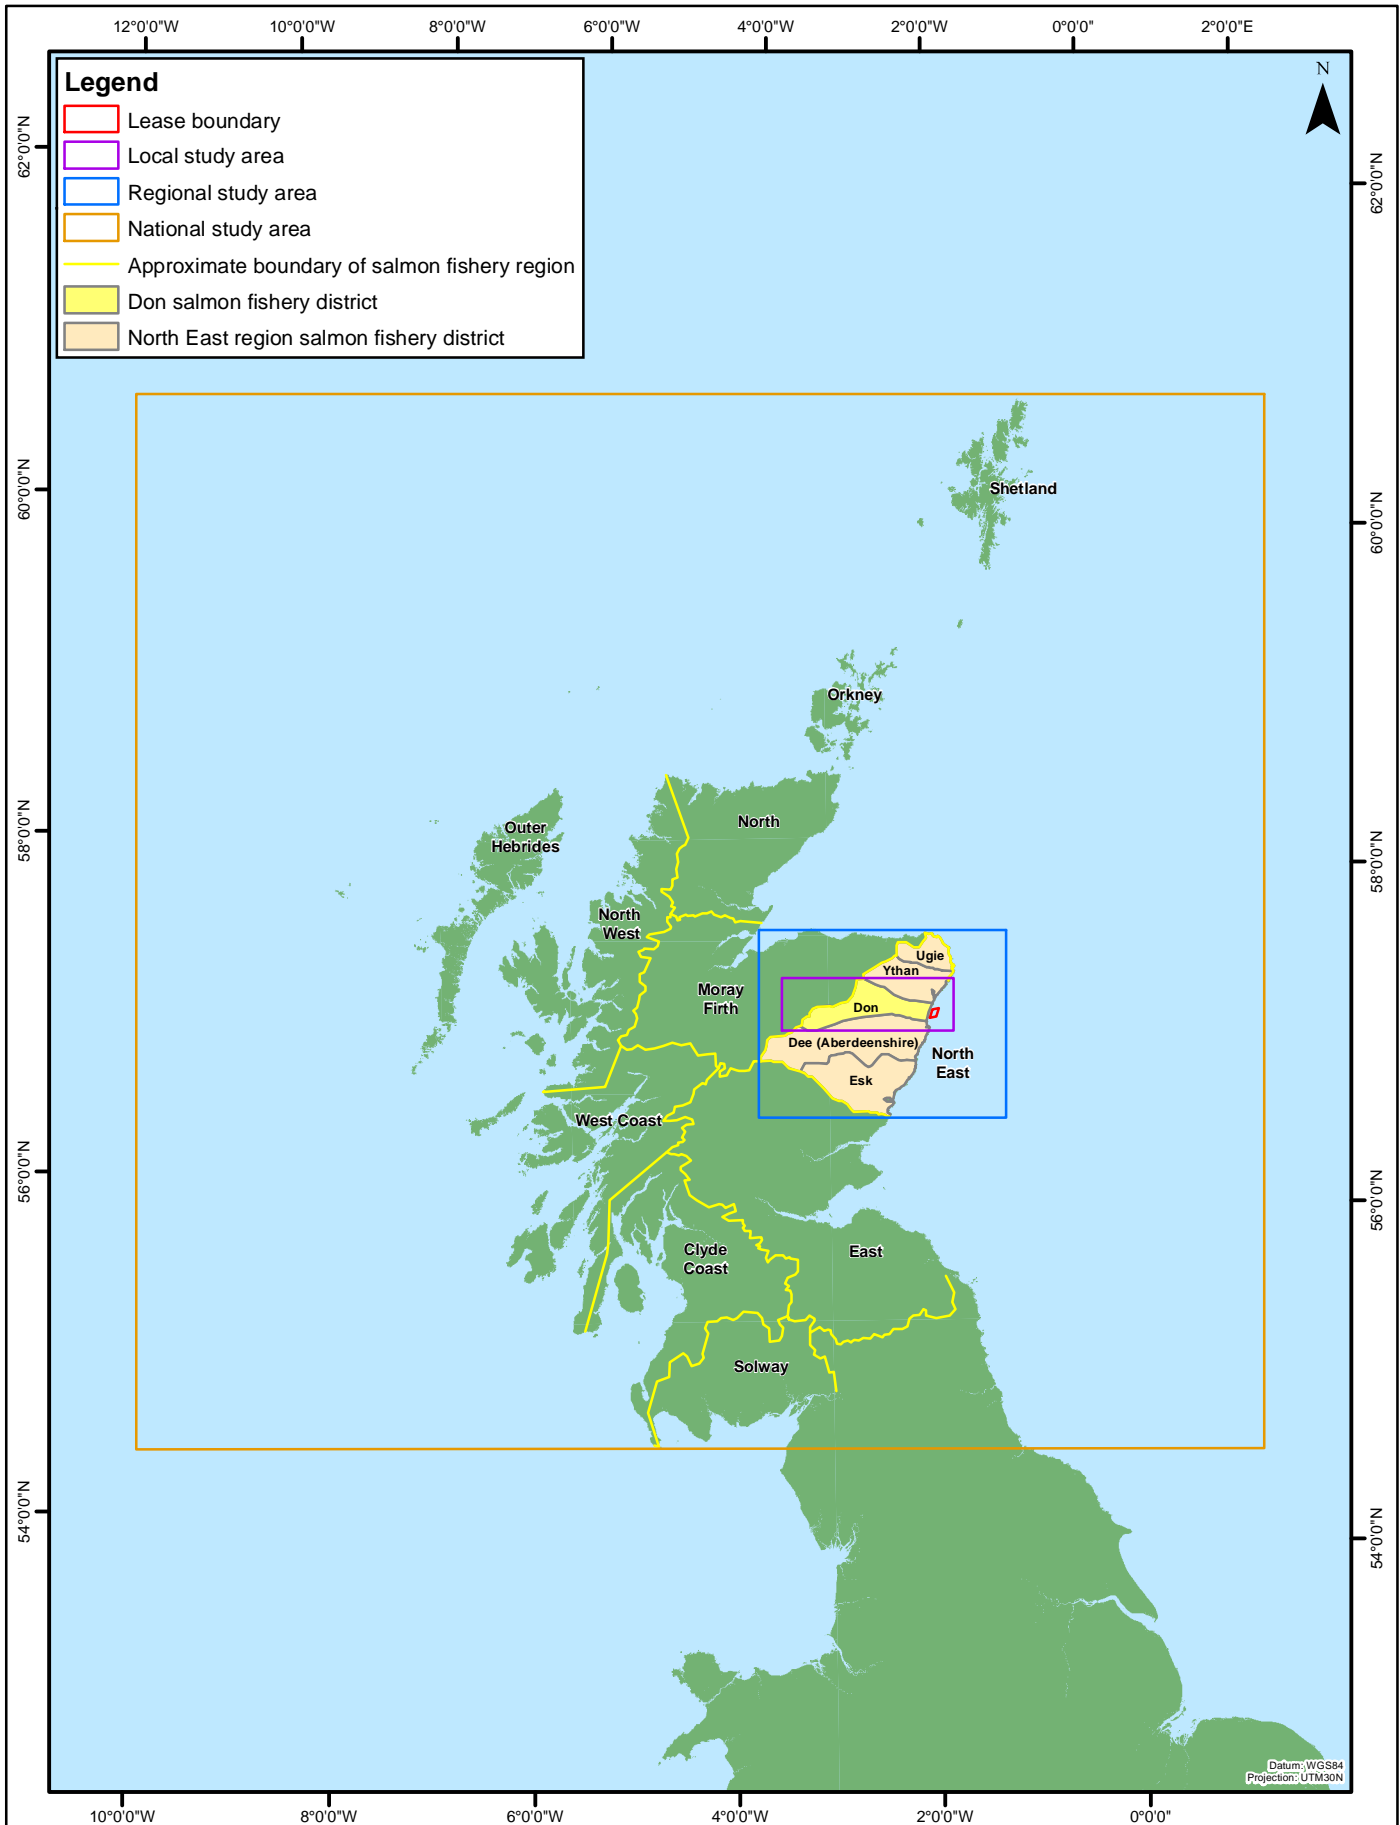 12°0'0"W 10°0'0"W 8°0'0"W 6°0'0"W 4°0'0"W 2°0'0"W 0°0'0" 2°0'0"E
Legend
Lease boundary
Local study area
Regional study area
National study area
Approximate boundary of salmon fishery region
Don salmon fishery district
North East region salmon fishery district
N
62°0'0"N
62°0'0"N
60°0'0"N
Shetland
60°0'0"N
Orkney
58°0'0"N
Outer
Hebrides
North
58°0'0"N
North
West
Ugie
Ythan
Moray
Firth
Don
Dee (Aberdeenshire)
North
East
Esk
West Coast
56°0'0"N
56°0'0"N
Clyde
Coast
East
Solway
54°0'0"N
54°0'0"N
Datum: WGS84
Projection: UTM30N
10°0'0"W 8°0'0"W 6°0'0"W 4°0'0"W 2°0'0"W 0°0'0"